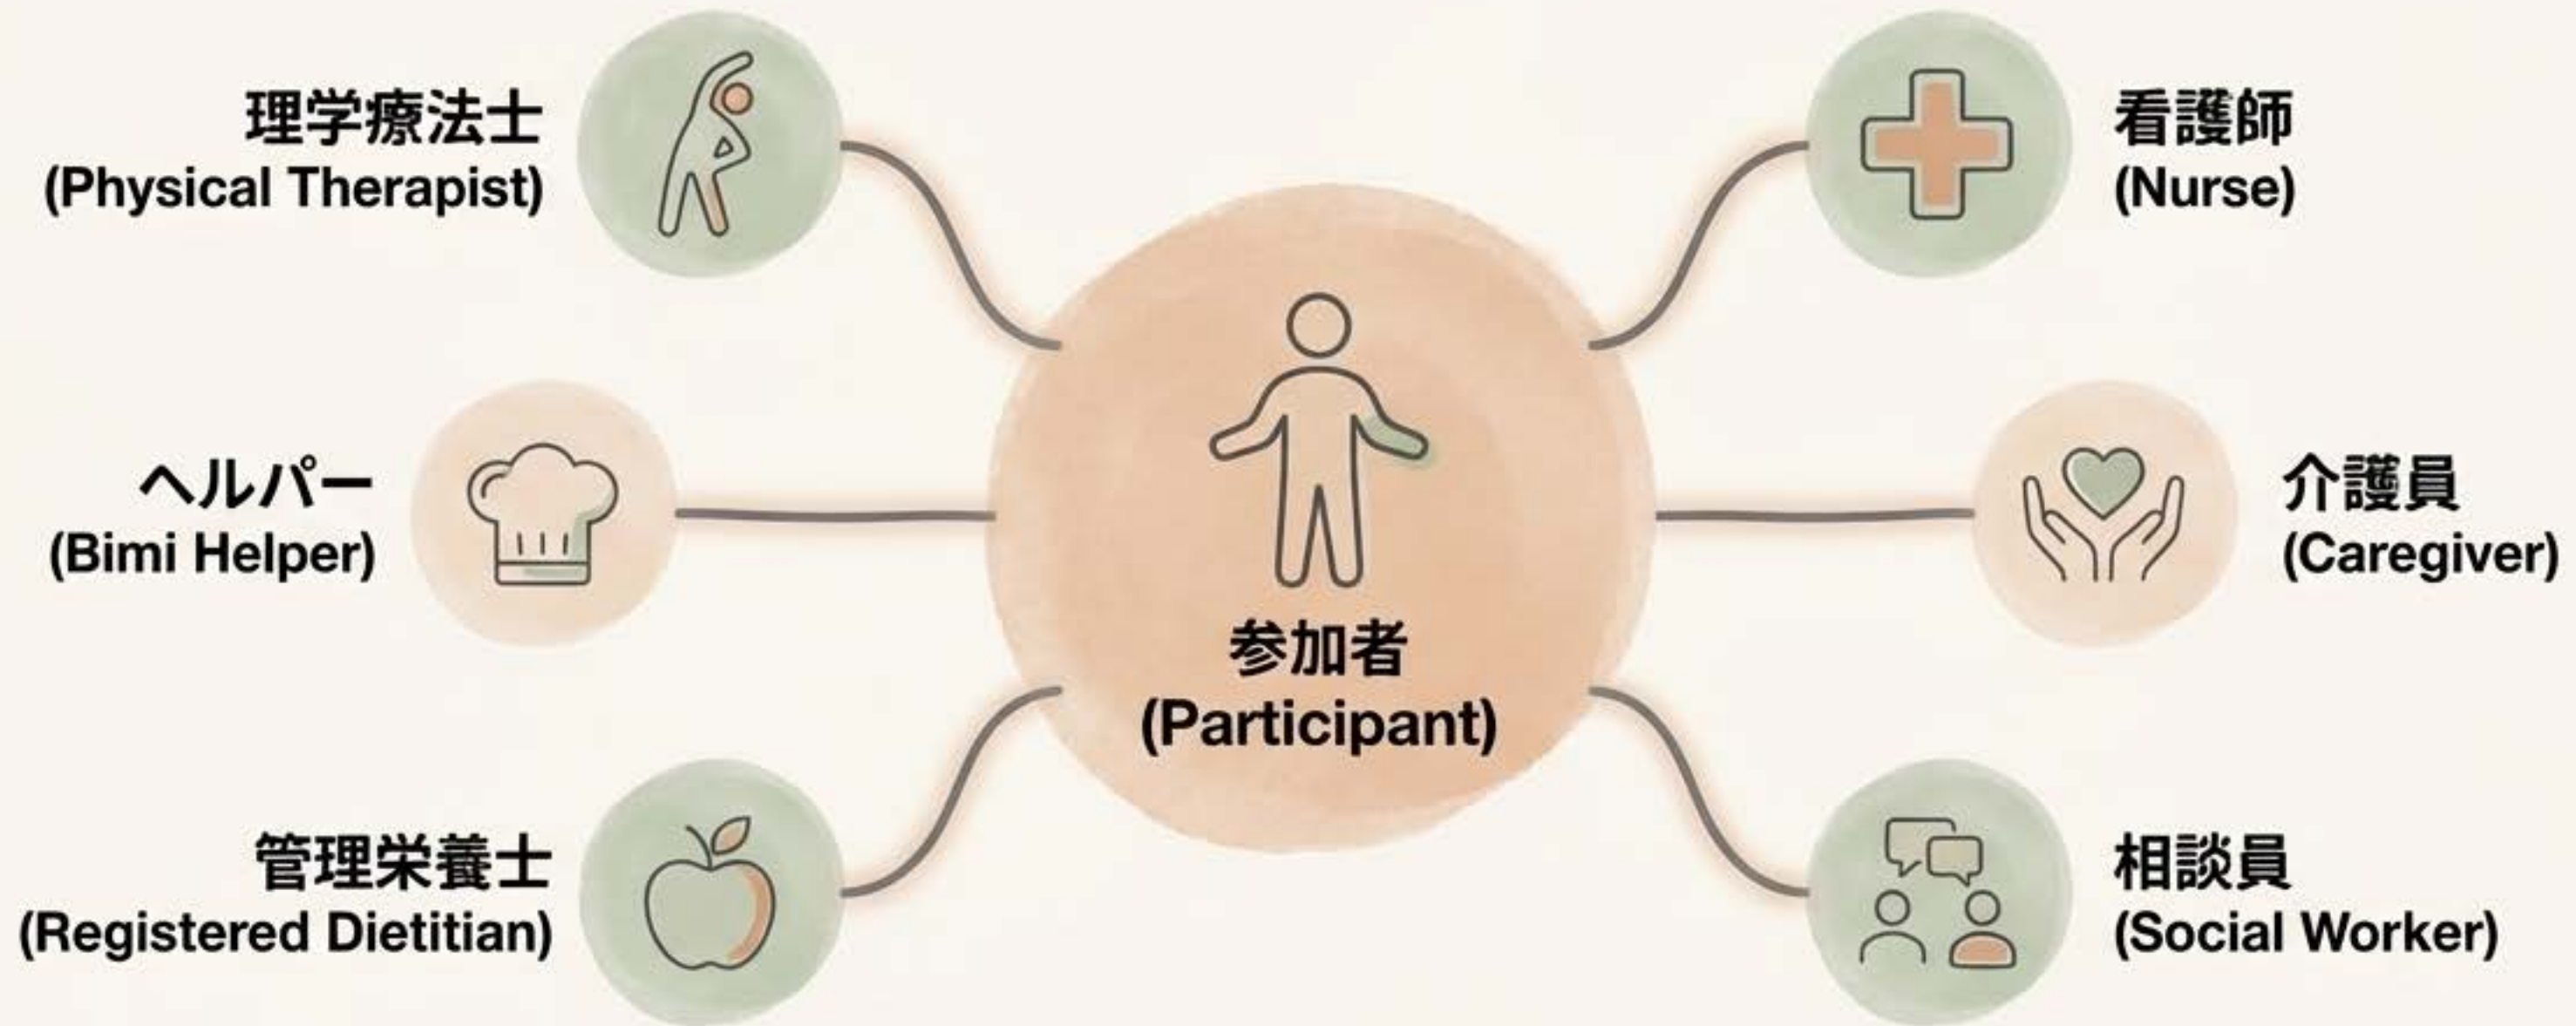 理学療法士
(Physical Therapist)
看護師
(Nurse)
ヘルパー
(Bimi Helper)
参加者
(Participant)
介護員
(Caregiver)
管理栄養士
(Registered Dietitian)
相談員
(Social Worker)